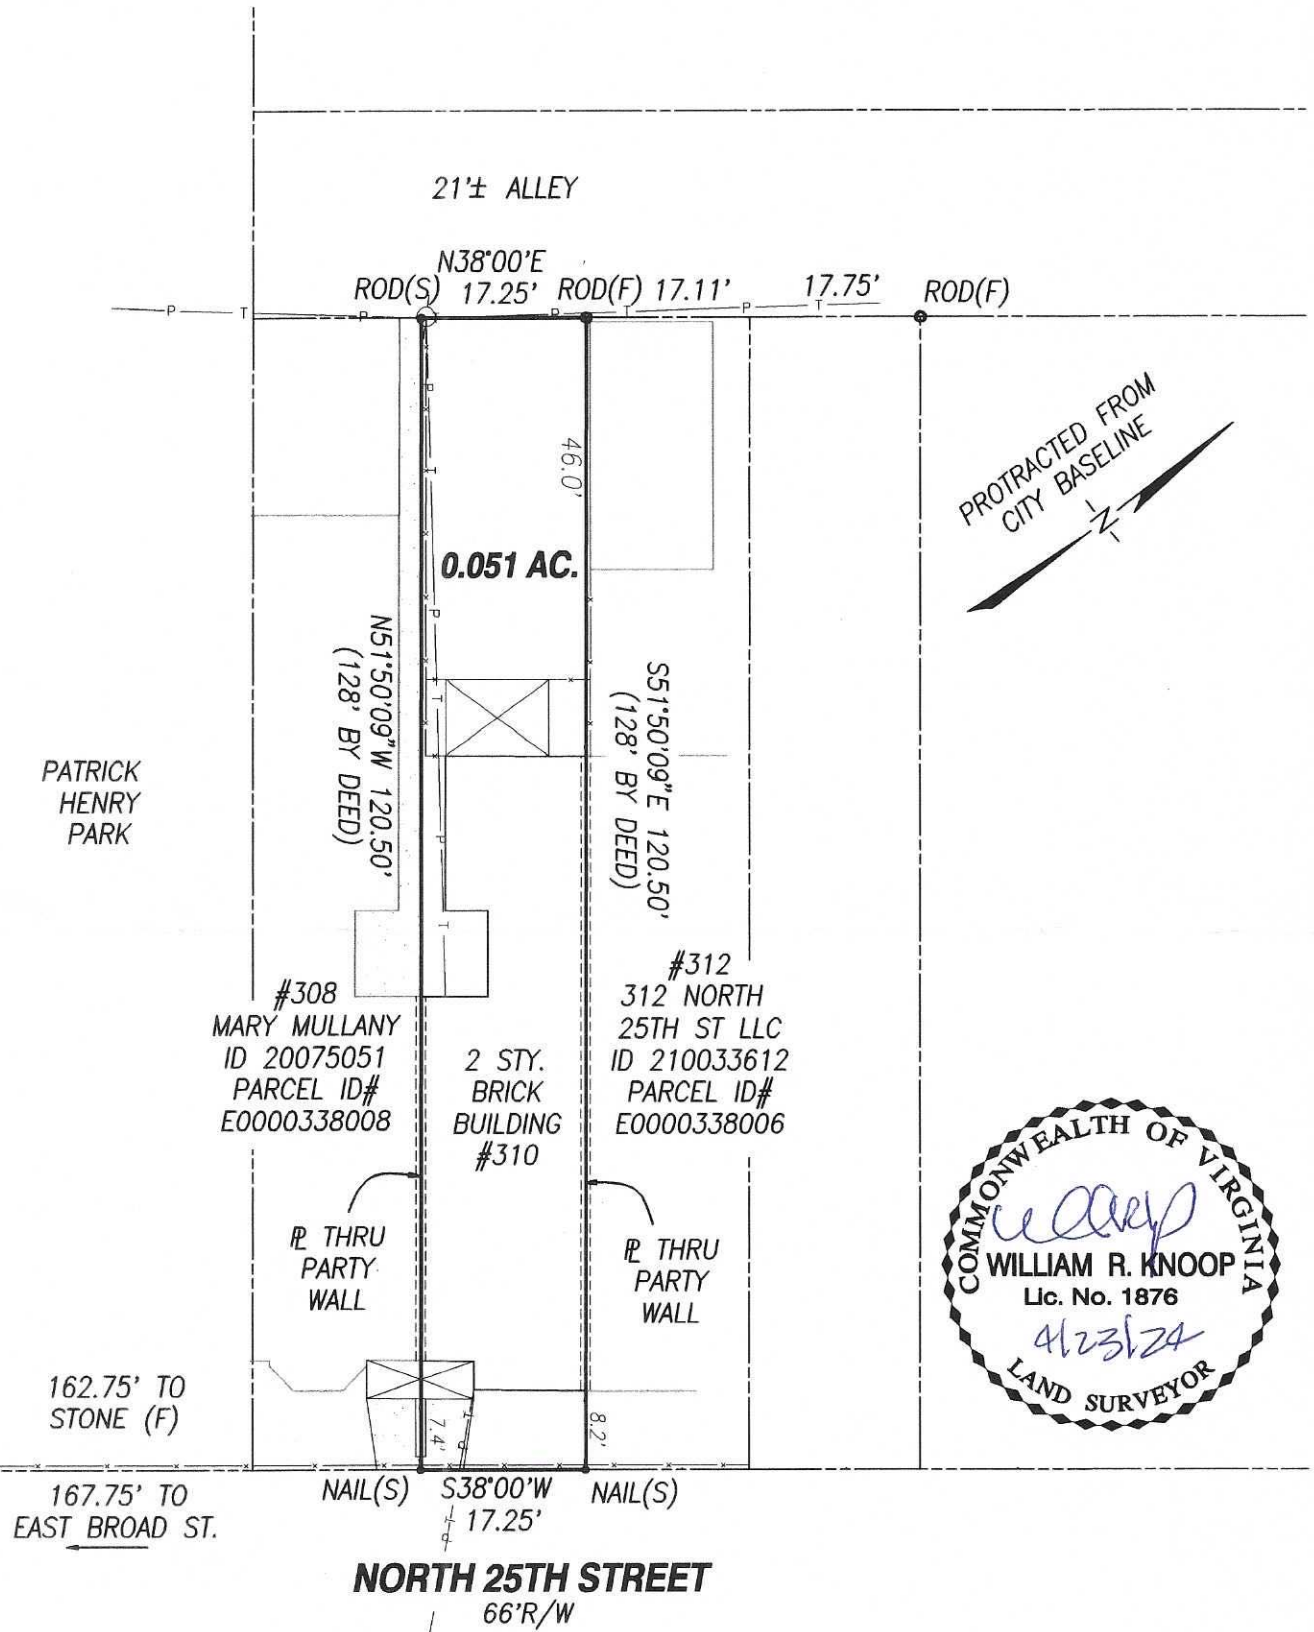 21'± ALLEY
N38°00'E
ROD(S) 17.25' ROD(F) 17.11' 17.75' ROD(F)
P T P P T P T
PROTRACTED FROM
CITY BASELINE
N
46.0'
0.051 AC.
N51°50'09"W 120.50'
(128' BY DEED)
S51°50'09"E 120.50'
(128' BY DEED)
PATRICK
HENRY
PARK
#308
MARY MULLANY
ID 20075051
PARCEL ID#
E0000338008
2 STY.
BRICK
BUILDING
#310
#312
312 NORTH
25TH ST LLC
ID 210033612
PARCEL ID#
E0000338006
PL THRU
PARTY
WALL
PL THRU
PARTY
WALL
COMMONWEALTH OF VIRGINIA
WILLIAM R. KNOOP
Lic. No. 1876
4/23/24
LAND SURVEYOR
162.75' TO
STONE (F)
7.4'
8.2'
167.75' TO
EAST BROAD ST.
NAIL(S) S38°00'W NAIL(S)
17.25'
NORTH 25TH STREET
66'R/W